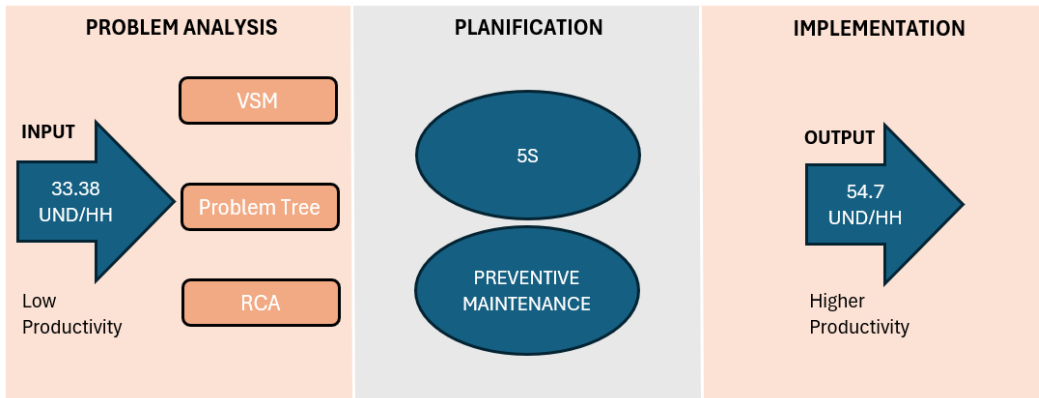 PROBLEM ANALYSIS
VSM
INPUT
33.38
UND/HH
Problem Tree
RCA
Low
Productivity
PLANIFICATION
5S
PREVENTIVE
MAINTENANCE
IMPLEMENTATION
OUTPUT
54.7
UND/HH
Higher
Productivity